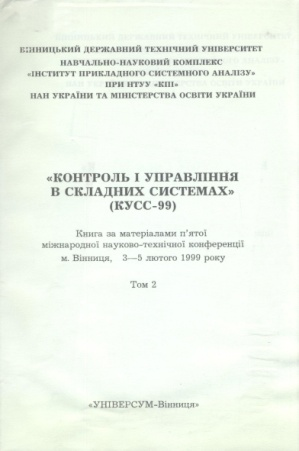 ВІННИЦЬКИЙ ДЕРЖАВНИЙ ТЕХНІЧНИЙ УНІВЕРСИТЕТ
НАВЧАЛЬНО-НАУКОВИЙ КОМПЛЕКС
«ІНСТИТУТ ПРИКЛАДНОГО СИСТЕМНОГО АНАЛІЗУ»
ПРИ НТУУ «КПІ»
НАН УКРАЇНИ ТА МІНІСТЕРСТВА ОСВІТИ УКРАЇНИ
«КОНТРОЛЬ І УПРАВЛІННЯ
В СКЛАДНИХ СИСТЕМАХ»
(КУСС-99)
Книга за матеріалами п'ятої
міжнародної науково-технічної конференції
м. Вінниця, 3—5 лютого 1999 року
Том 2
«УНІВЕРСУМ-Вінниця»